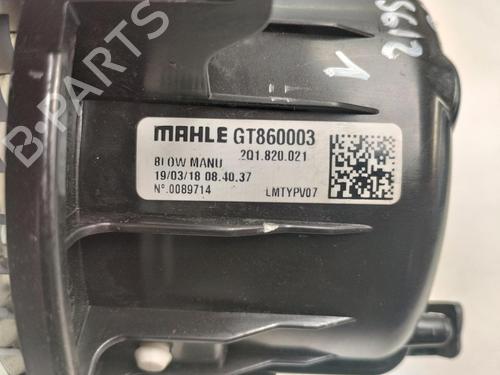 B-PARTS
MAHLE GT860003
2Q1.820.021
BLOW MANU
19/03/18 08.40.37
N°.0089714
LMTYPV07